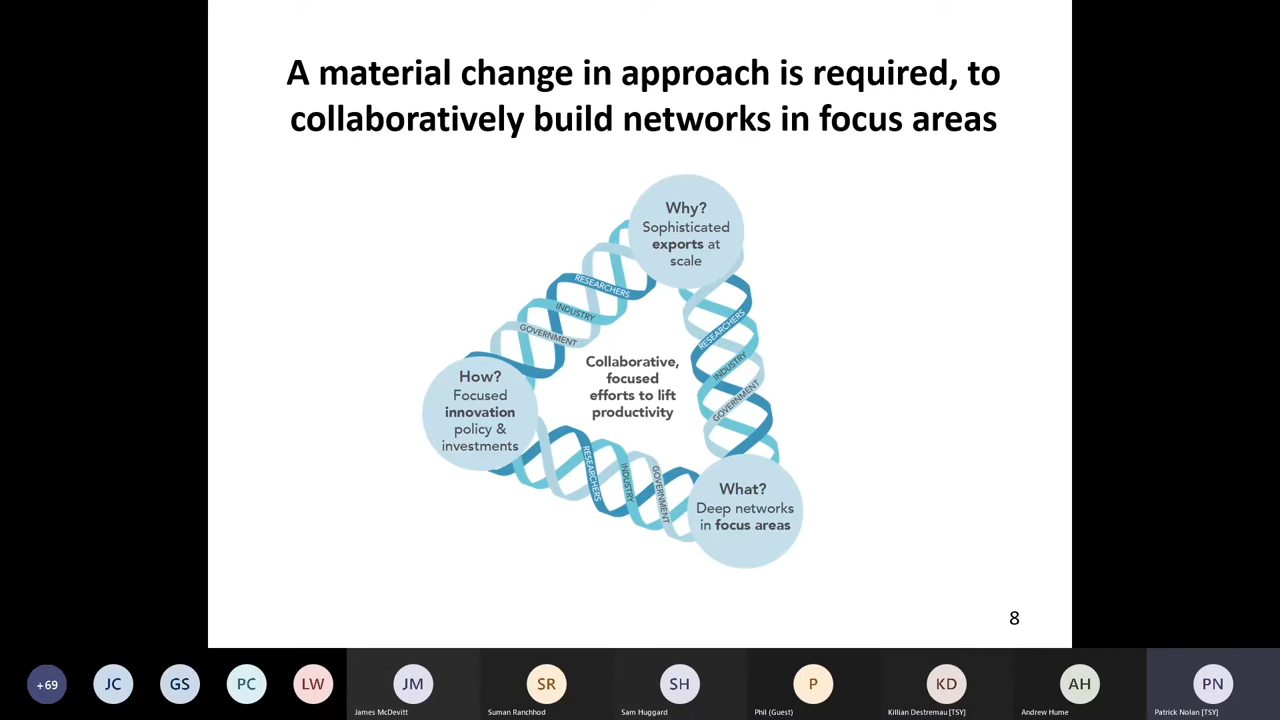 A material change in approach is required, to
collaboratively build networks in focus areas
Why?
Sophisticated
exports at
scale
RESEARCHERS
INDUSTRY
GOVERNMENT
RESEARCHERS
INDUSTRY
GOVERNMENT
Collaborative,
focused
efforts to lift
productivity
How?
Focused
innovation
policy &
investments
RESEARCHERS
INDUSTRY
GOVERNMENT
What?
Deep networks
in focus areas
8
+69
JC
GS
PC
LW
JM
SR
SH
P
KD
AH
PN
James McDevitt
Suman Ranchhod
Sam Huggard
Phil (Guest)
Killian Destremau [TSY]
Andrew Hume
Patrick Nolan [TSY]